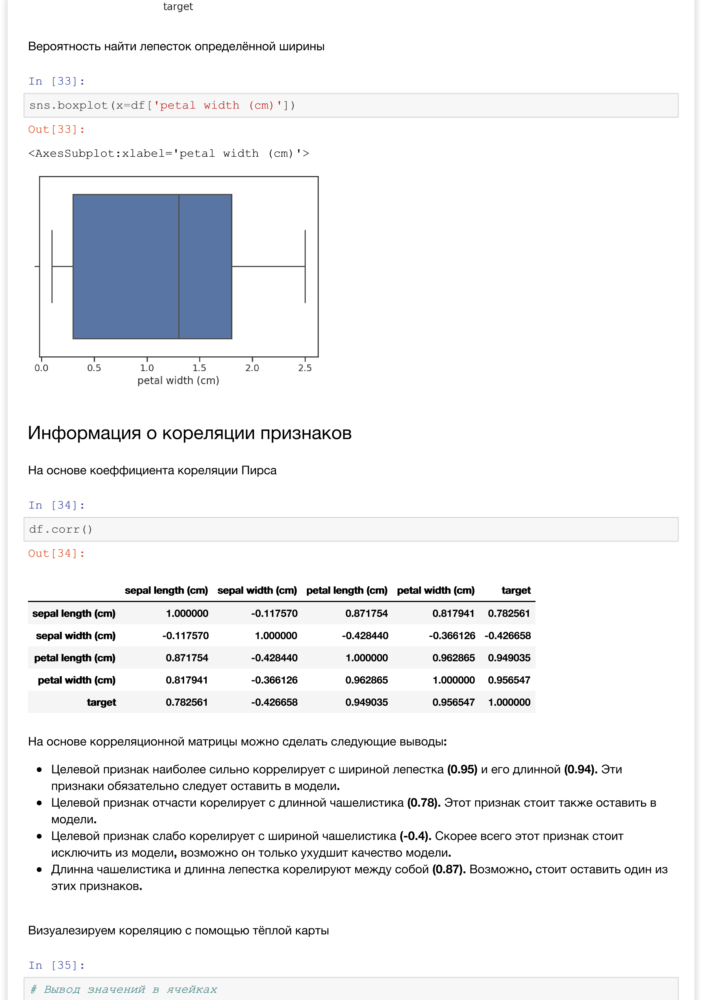 target
Вероятность найти лепесток определённой ширины
In [33]:
sns.boxplot(x=df['petal width (cm)'])
Out[33]:
<AxesSubplot:xlabel='petal width (cm)'>
0.0 0.5 1.0 1.5 2.0 2.5
petal width (cm)
Информация о кореляции признаков
На основе коеффициента кореляции Пирса
In [34]:
df.corr()
Out[34]:
sepal length (cm) sepal width (cm) petal length (cm) petal width (cm) target
sepal length (cm) 1.000000 -0.117570 0.871754 0.817941 0.782561
sepal width (cm) -0.117570 1.000000 -0.428440 -0.366126 -0.426658
petal length (cm) 0.871754 -0.428440 1.000000 0.962865 0.949035
petal width (cm) 0.817941 -0.366126 0.962865 1.000000 0.956547
target 0.782561 -0.426658 0.949035 0.956547 1.000000
На основе корреляционной матрицы можно сделать следующие выводы:
• Целевой признак наиболее сильно коррелирует с шириной лепестка (0.95) и его длинной (0.94). Эти
признаки обязательно следует оставить в модели.
• Целевой признак отчасти корелирует с длинной чашелистика (0.78). Этот признак стоит также оставить в
модели.
• Целевой признак слабо корелирует с шириной чашелистика (-0.4). Скорее всего этот признак стоит
исключить из модели, возможно он только ухудшит качество модели.
• Длинна чашелистика и длинна лепестка корелируют между собой (0.87). Возможно, стоит оставить один из
этих признаков.
Визуалезируем кореляцию с помощью тёплой карты
In [35]:
# Вывод значений в ячейках